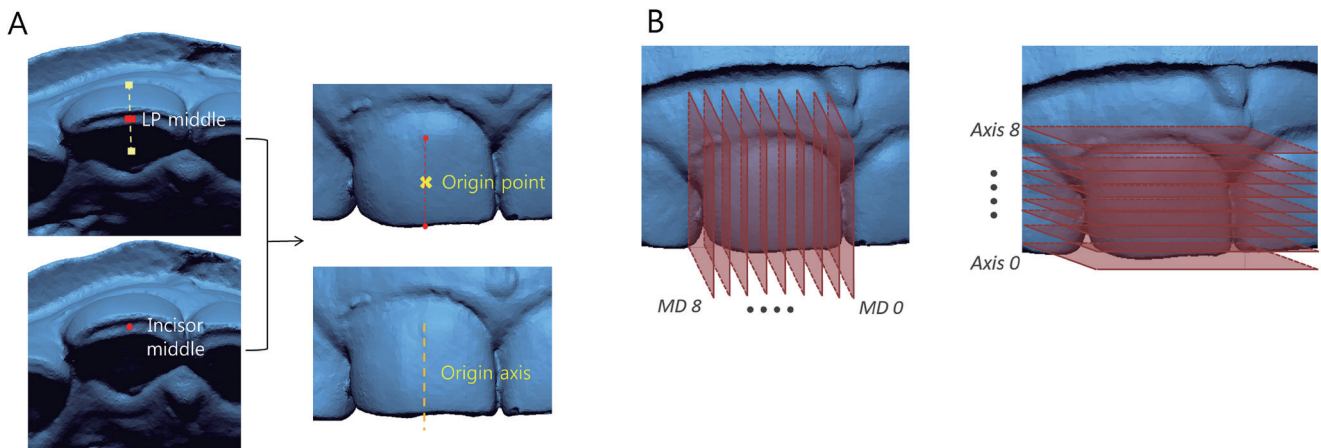 A
LP middle
Incisor
middle
Origin point
Origin axis
B
MD 8
MD 0
Axis 8
Axis 0